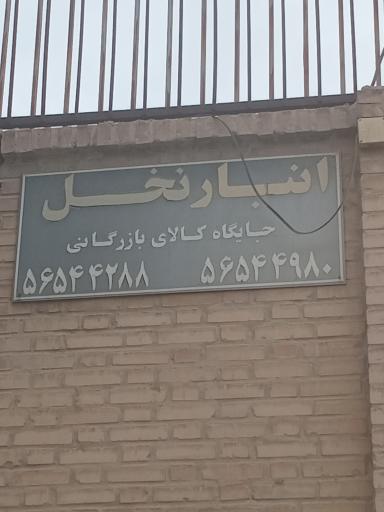 انبار نخل
جایگاه کالای بازرگانی
۵۶۵۴۴۲۸۸ ۵۶۵۴۴۹۸۰